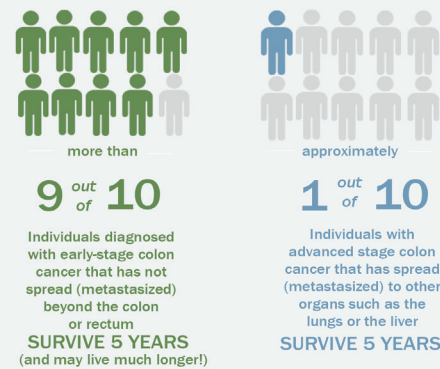 more than
9 out of 10
Individuals diagnosed
with early-stage colon
cancer that has not
spread (metastasized)
beyond the colon
or rectum
SURVIVE 5 YEARS
(and may live much longer!)
approximately
1 out of 10
Individuals with
advanced stage colon
cancer that has spread
(metastasized) to other
organs such as the
lungs or the liver
SURVIVE 5 YEARS